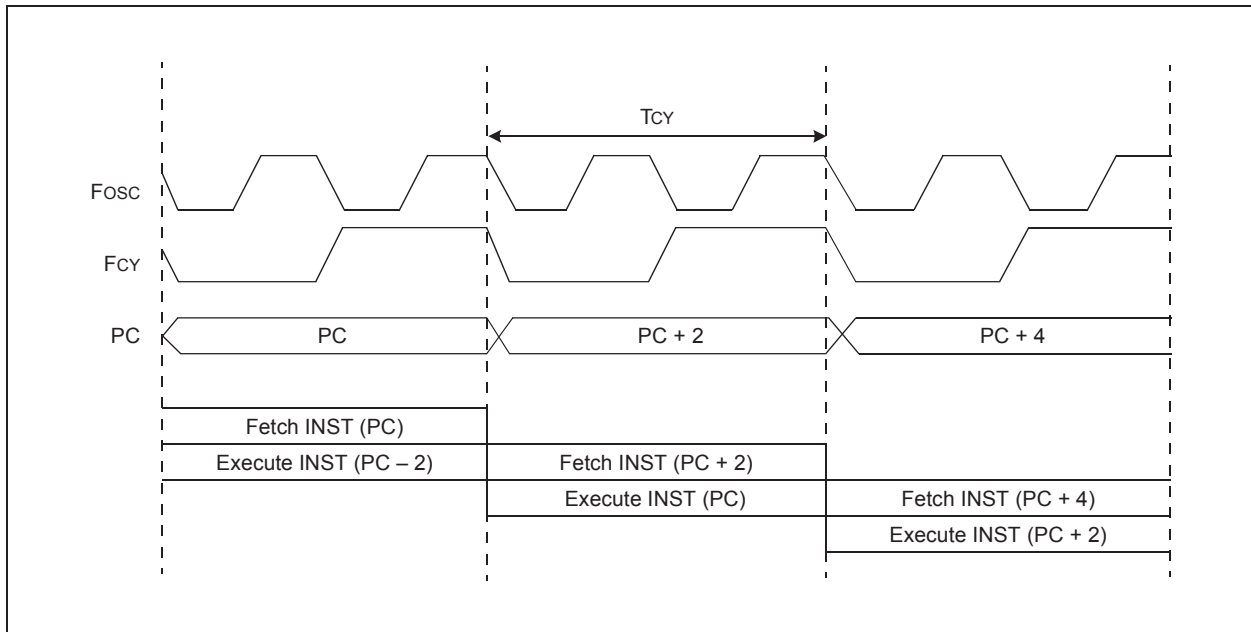 TCY
FOSC
FCY
PC
PC
PC + 2
PC + 4
Fetch INST (PC)
Execute INST (PC – 2)
Fetch INST (PC + 2)
Execute INST (PC)
Fetch INST (PC + 4)
Execute INST (PC + 2)